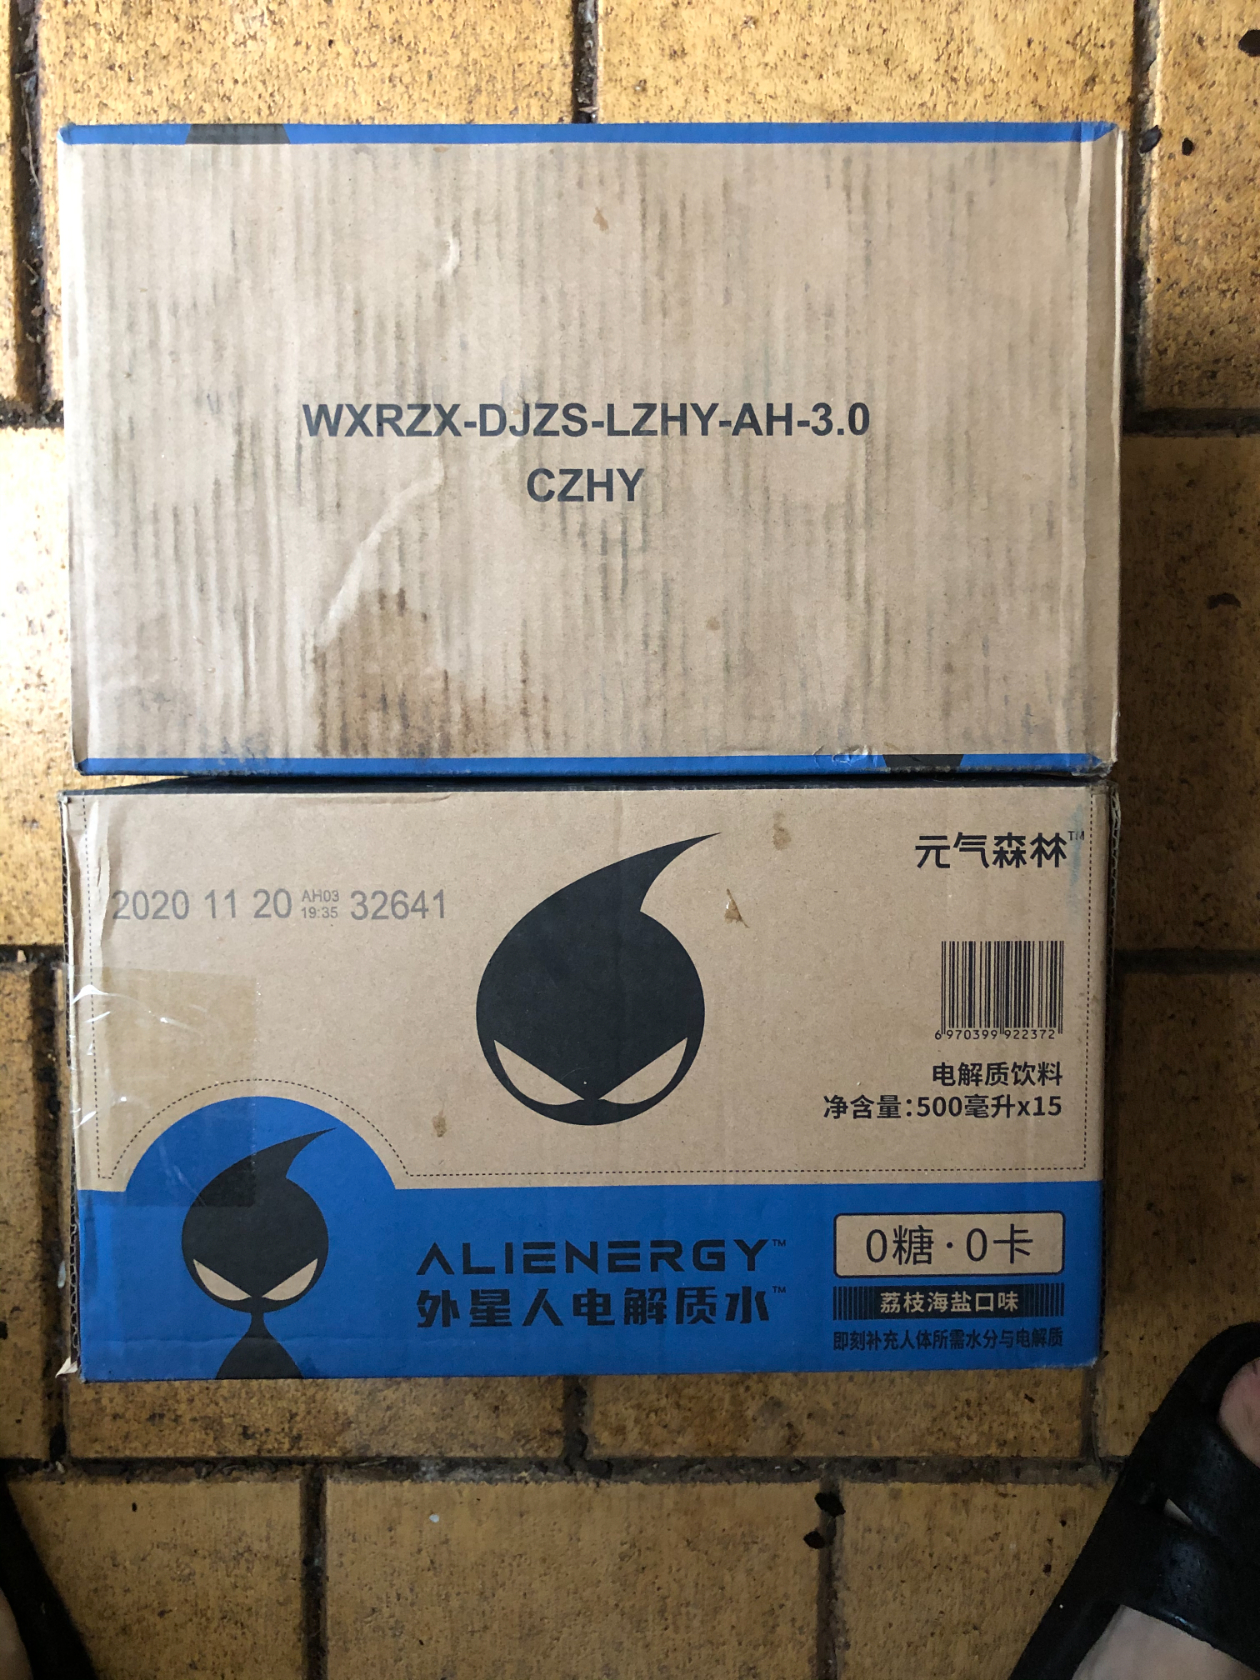 WXRZX-DJZS-LZHY-AH-3.0
CZHY
元气森林™
2020 11 20 AH03 19:35 32641
6970399922372
电解质饮料
净含量:500毫升x15
ALIENERGY™
外星人电解质水™
0糖·0卡
荔枝海盐口味
即刻补充人体所需水分与电解质